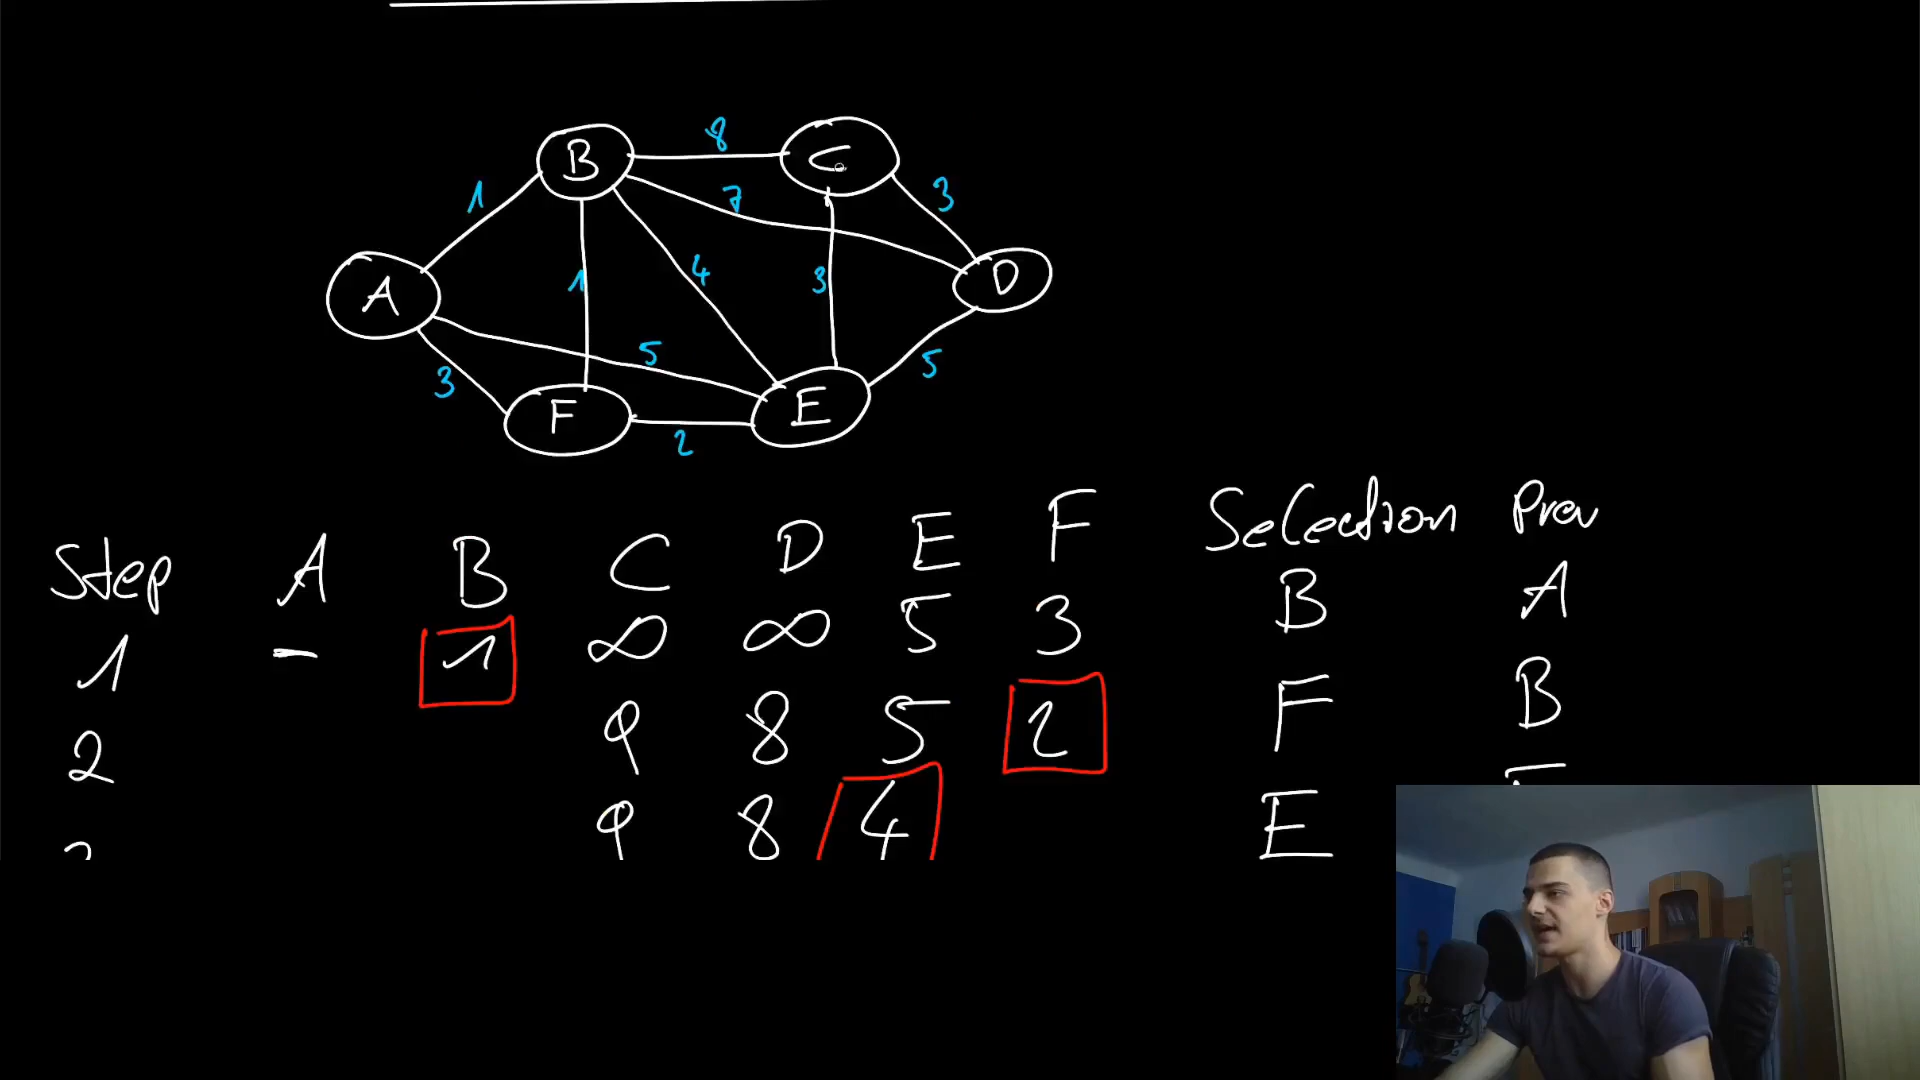 8
B
C
1
7
3
4
A
1
3
D
5
3
5
F
E
2
Step A B C D E F Selection Prev
1 - 1 ∞ ∞ 5 3 B A
2 9 8 5 2 F B
9 8 4 E